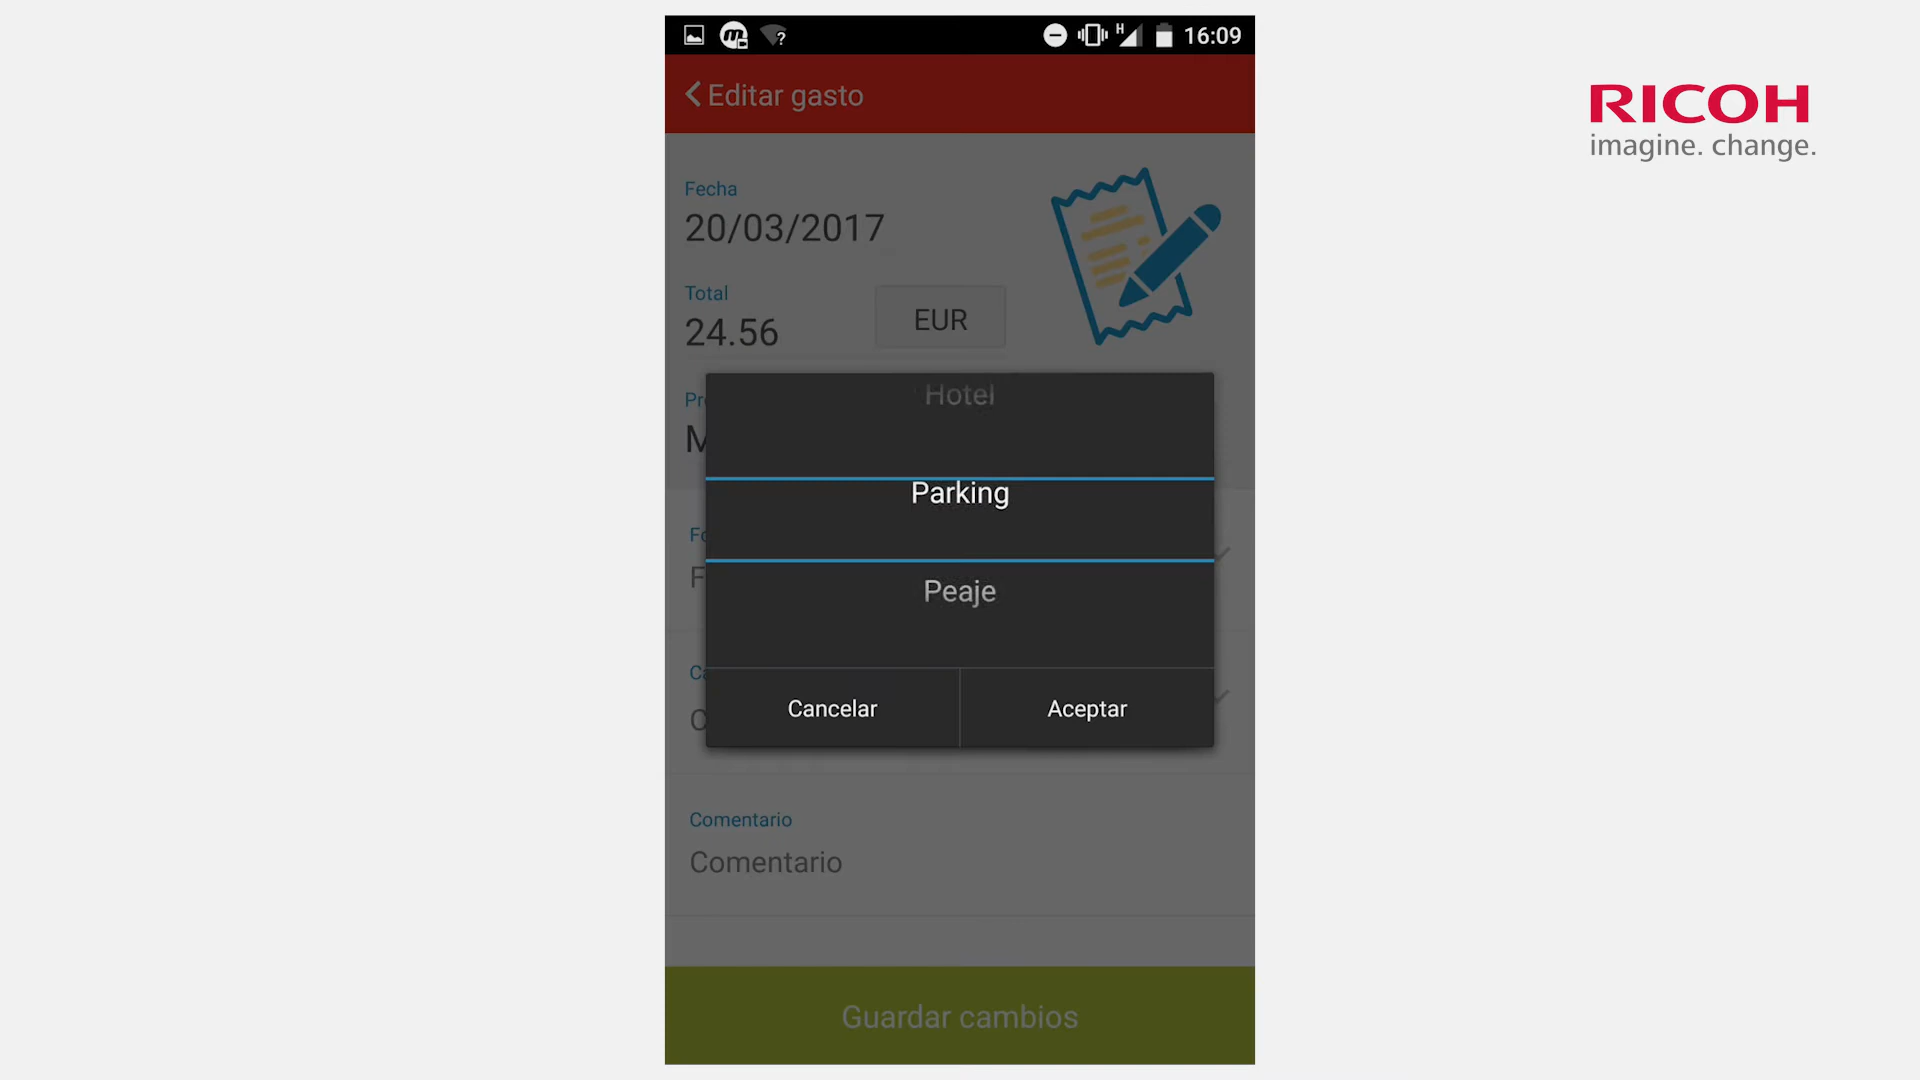 16:09
Editar gasto
RICOH
imagine. change.
Fecha
20/03/2017
Total
24.56
EUR
Hotel
Parking
Peaje
Cancelar
Aceptar
Comentario
Comentario
Guardar cambios